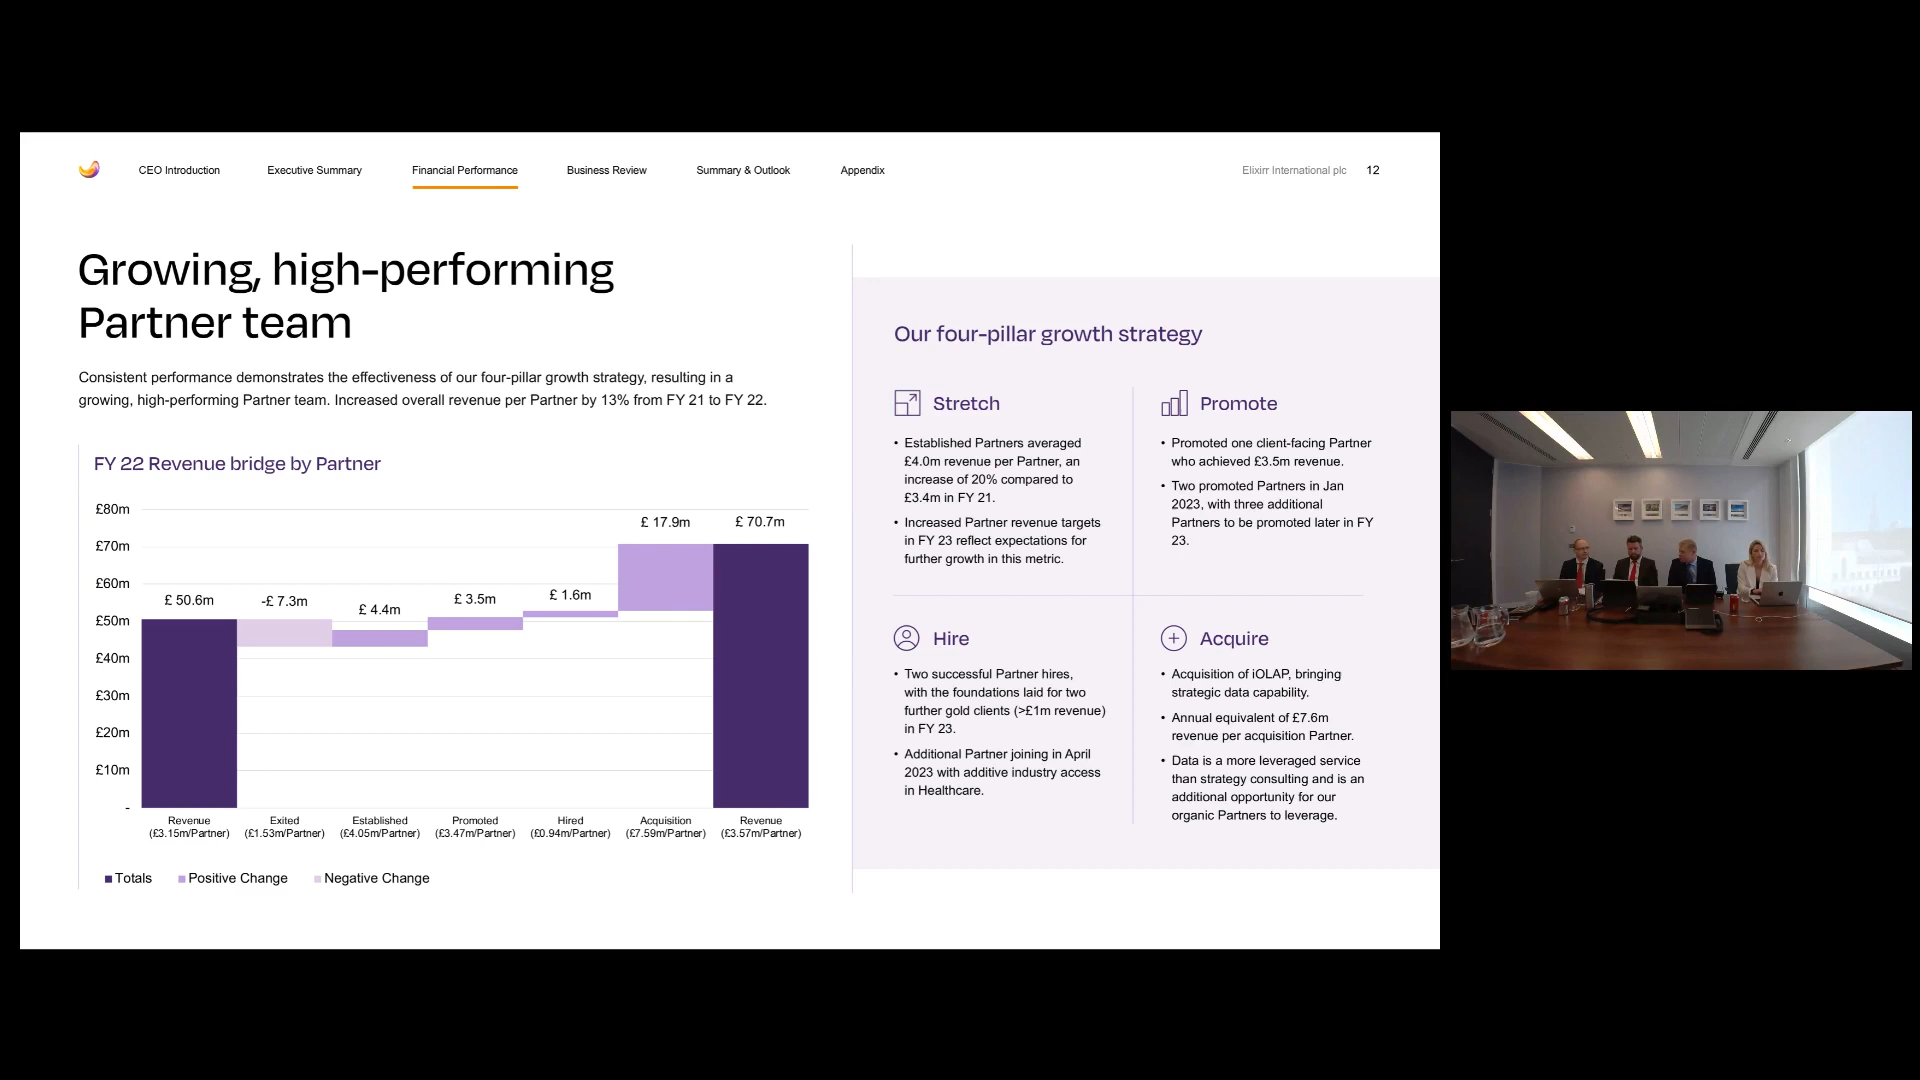 CEO Introduction
Executive Summary
Financial Performance
Business Review
Summary & Outlook
Appendix
Elixirr International plc
12
Growing, high-performing
Partner team
Consistent performance demonstrates the effectiveness of our four-pillar growth strategy, resulting in a
growing, high-performing Partner team. Increased overall revenue per Partner by 13% from FY 21 to FY 22.
FY 22 Revenue bridge by Partner
£80m
£70m
£60m
£50m
£40m
£30m
£20m
£10m
-
£ 50.6m
-£ 7.3m
£ 4.4m
£ 3.5m
£ 1.6m
£ 17.9m
£ 70.7m
Revenue
(£3.15m/Partner)
Exited
(£1.53m/Partner)
Established
(£4.05m/Partner)
Promoted
(£3.47m/Partner)
Hired
(£0.94m/Partner)
Acquisition
(£7.59m/Partner)
Revenue
(£3.57m/Partner)
Totals
Positive Change
Negative Change
Our four-pillar growth strategy
Stretch
• Established Partners averaged
£4.0m revenue per Partner, an
increase of 20% compared to
£3.4m in FY 21.
• Increased Partner revenue targets
in FY 23 reflect expectations for
further growth in this metric.
Promote
• Promoted one client-facing Partner
who achieved £3.5m revenue.
• Two promoted Partners in Jan
2023, with three additional
Partners to be promoted later in FY
23.
Hire
• Two successful Partner hires,
with the foundations laid for two
further gold clients (>£1m revenue)
in FY 23.
• Additional Partner joining in April
2023 with additive industry access
in Healthcare.
Acquire
• Acquisition of iOLAP, bringing
strategic data capability.
• Annual equivalent of £7.6m
revenue per acquisition Partner.
• Data is a more leveraged service
than strategy consulting and is an
additional opportunity for our
organic Partners to leverage.